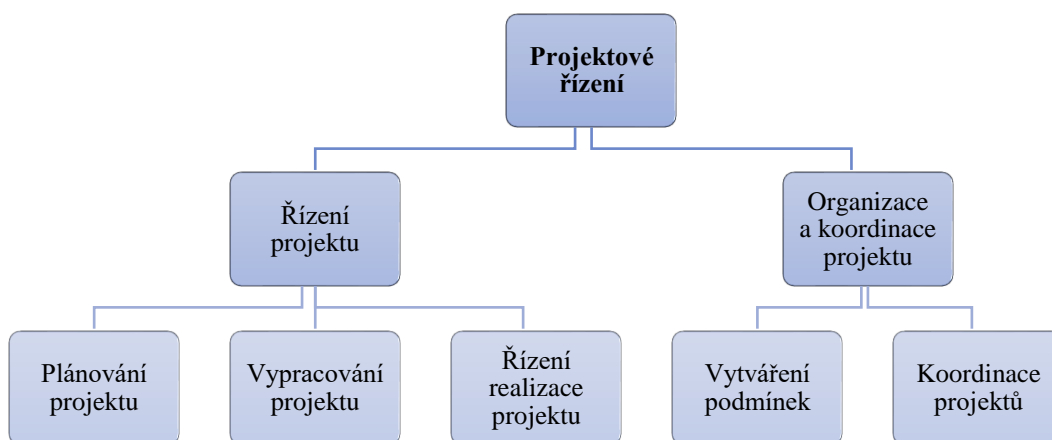 Projektové
řízení
Řízení
projektu
Organizace
a koordinace
projektu
Plánování
projektu
Vypracování
projektu
Řízení
realizace
projektu
Vytváření
podmínek
Koordinace
projektů